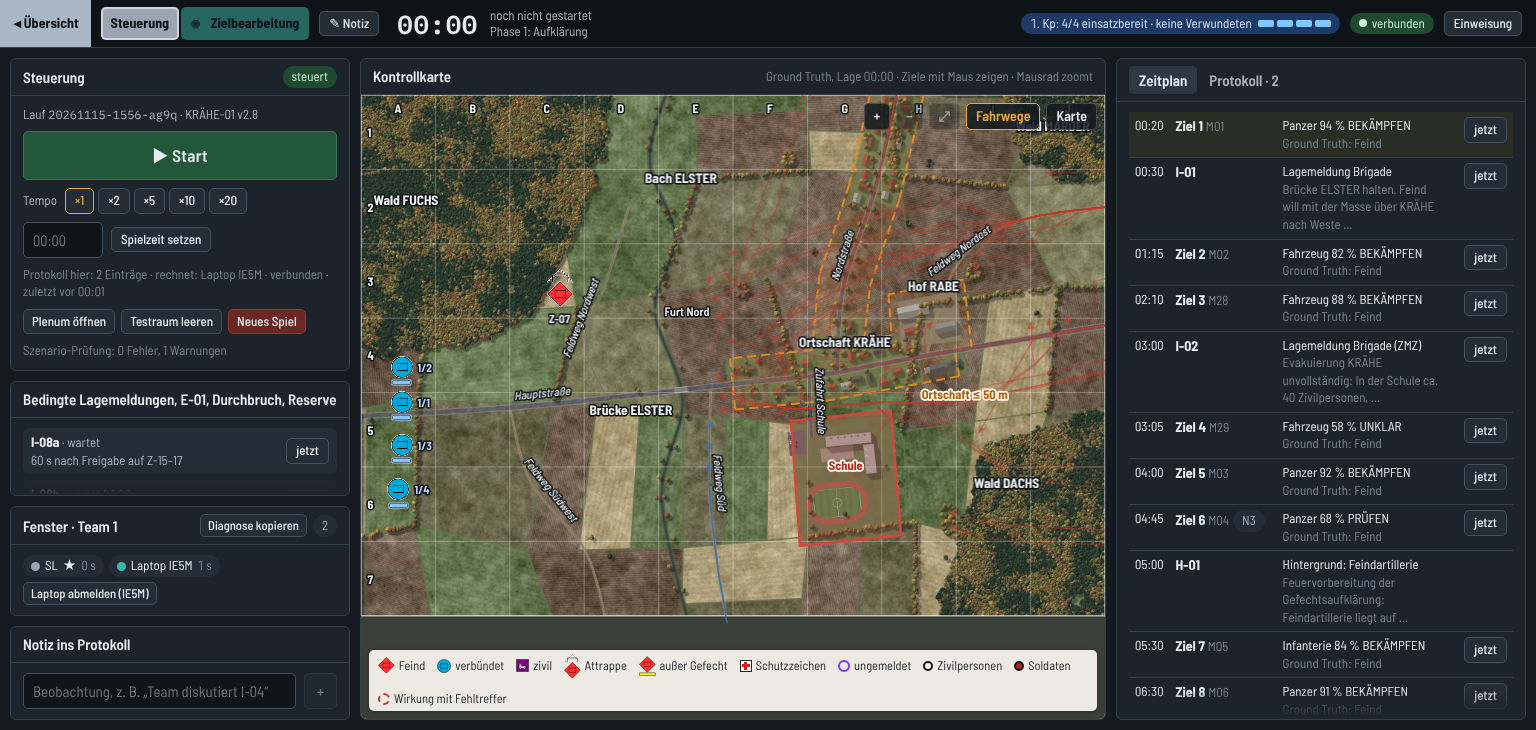 ◂ Übersicht
Steuerung
Zielbearbeitung
✎ Notiz
00:00
noch nicht gestartet
Phase 1: Aufklärung
1. Kp: 4/4 einsatzbereit · keine Verwundeten
verbunden
Einweisung
Steuerung
steuert
Lauf 20261115-1556-ag9q · KRÄHE-01 v2.8
▶ Start
Tempo ×1 ×2 ×5 ×10 ×20
00:00 Spielzeit setzen
Protokoll hier: 2 Einträge · rechnet: Laptop IE5M · verbunden ·
zuletzt vor 00:01
Plenum öffnen Testraum leeren Neues Spiel
Szenario-Prüfung: 0 Fehler, 1 Warnungen
Bedingte Lagemeldungen, E-01, Durchbruch, Reserve
I-08a · wartet
60 s nach Freigabe auf Z-15–17
jetzt
Fenster · Team 1
Diagnose kopieren
2
SL ★ 0 s
Laptop IE5M 1 s
Laptop abmelden (IE5M)
Notiz ins Protokoll
Beobachtung, z. B. „Team diskutiert I-04“
+
Kontrollkarte
Ground Truth, Lage 00:00 · Ziele mit Maus zeigen · Mausrad zoomt
A B C D E F G H
1
2
3
4
5
6
7
+ − ⤢
Fahrwege
Karte
Wald MARDER
Bach ELSTER
Wald FUCHS
Nordstraße
Feldweg Nordost
Hof RABE
Z-07
Feldweg Nordwest
Furt Nord
Ortschaft KRÄHE
1/2
1/1
1/3
1/4
Hauptstraße
Brücke ELSTER
Zufahrt Schule
Ortschaft ≤ 50 m
Schule
Feldweg Südwest
Feldweg Süd
Wald DACHS
Feind
verbündet
zivil
Attrappe
außer Gefecht
Schutzzeichen
ungemeldet
Zivilpersonen
Soldaten
Wirkung mit Fehltreffer
Zeitplan
Protokoll · 2
00:20 Ziel 1 M01 Panzer 94 % BEKÄMPFEN jetzt
Ground Truth: Feind
00:30 I-01 Lagemeldung Brigade jetzt
Brücke ELSTER halten. Feind
will mit der Masse über KRÄHE
nach Weste ...
01:15 Ziel 2 M02 Fahrzeug 82 % BEKÄMPFEN jetzt
Ground Truth: Feind
02:10 Ziel 3 M28 Fahrzeug 88 % BEKÄMPFEN jetzt
Ground Truth: Feind
03:00 I-02 Lagemeldung Brigade (ZMZ) jetzt
Evakuierung KRÄHE
unvollständig: In der Schule ca.
40 Zivilpersonen, ...
03:05 Ziel 4 M29 Fahrzeug 58 % UNKLAR jetzt
Ground Truth: Feind
04:00 Ziel 5 M03 Panzer 92 % BEKÄMPFEN jetzt
Ground Truth: Feind
04:45 Ziel 6 M04 N3 Panzer 68 % PRÜFEN jetzt
Ground Truth: Feind
05:00 H-01 Hintergrund: Feindartillerie
Feuervorbereitung der
Gefechtsaufklärung:
Feindartillerie liegt auf ...
05:30 Ziel 7 M05 Infanterie 84 % BEKÄMPFEN jetzt
Ground Truth: Feind
06:30 Ziel 8 M06 Panzer 91 % BEKÄMPFEN jetzt
Ground Truth: Feind